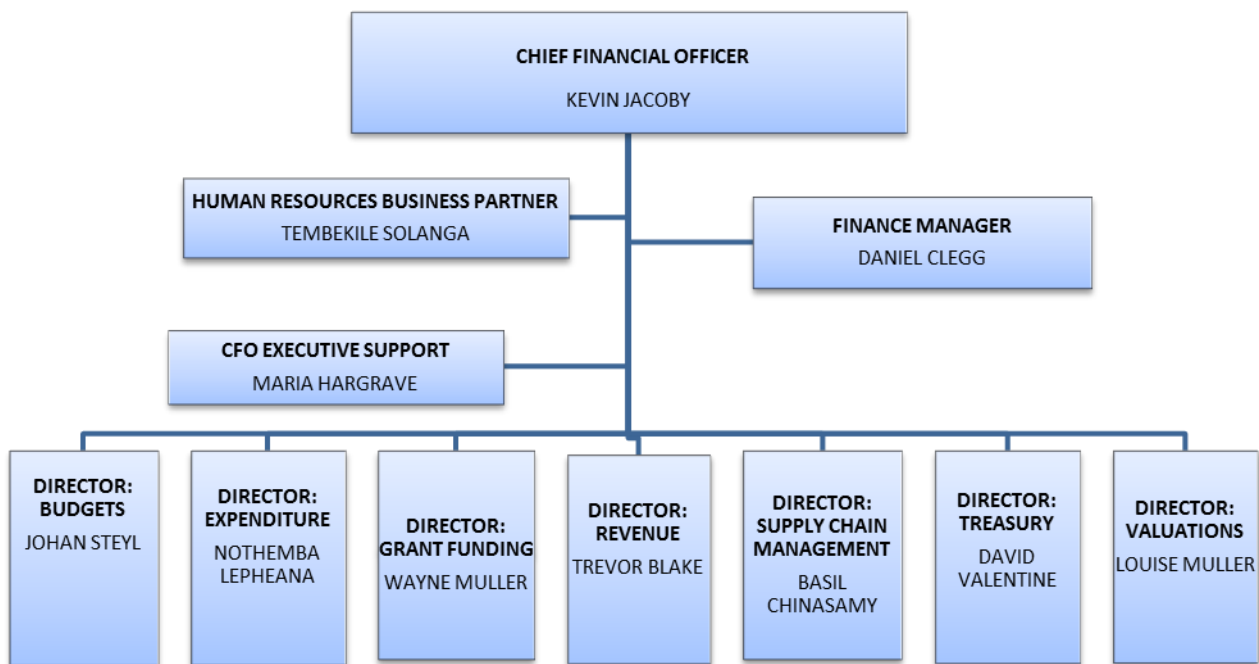 CHIEF FINANCIAL OFFICER
KEVIN JACOBY
HUMAN RESOURCES BUSINESS PARTNER
TEMBEKILE SOLANGA
FINANCE MANAGER
DANIEL CLEGG
CFO EXECUTIVE SUPPORT
MARIA HARGRAVE
DIRECTOR:
BUDGETS
JOHAN STEYL
DIRECTOR:
EXPENDITURE
NOTHEMBA
LEPHEANA
DIRECTOR:
GRANT FUNDING
WAYNE MULLER
DIRECTOR:
REVENUE
TREVOR BLAKE
DIRECTOR:
SUPPLY CHAIN
MANAGEMENT
BASIL
CHINASAMY
DIRECTOR:
TREASURY
DAVID
VALENTINE
DIRECTOR:
VALUATIONS
LOUISE MULLER